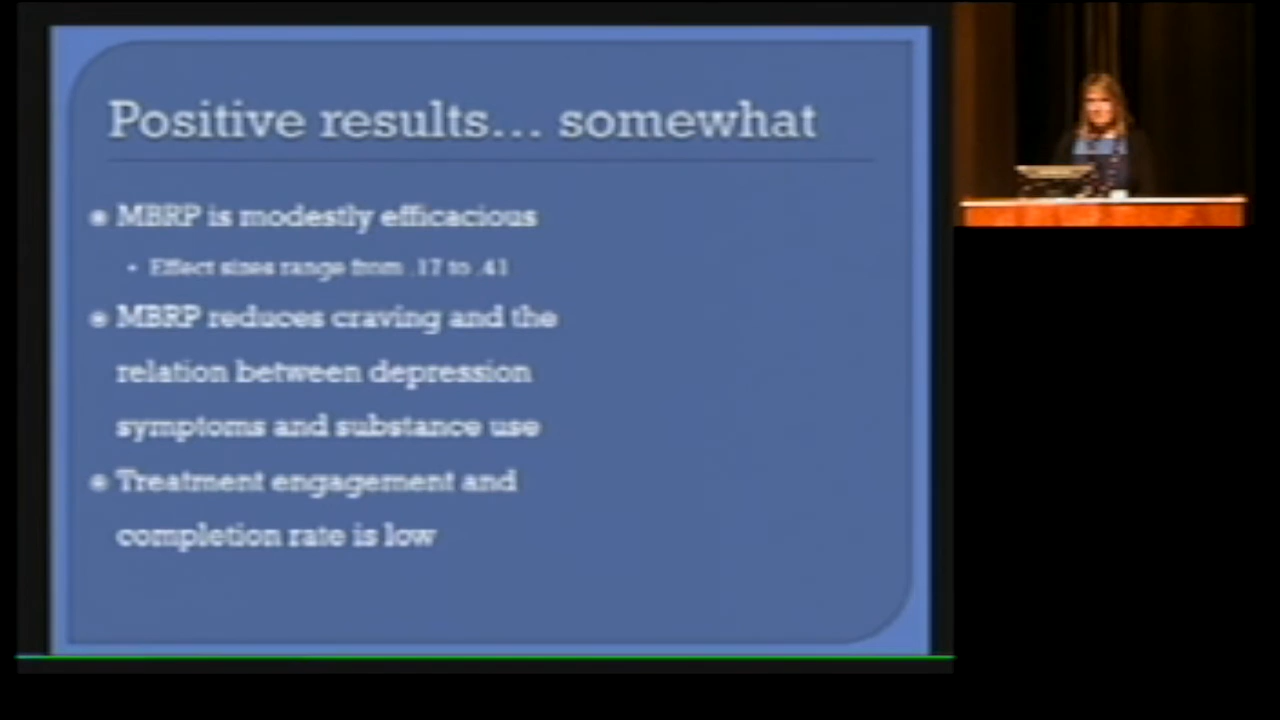 Positive results... somewhat
MBRP is modestly efficacious
Effect sizes range from .17 to .41
MBRP reduces craving and the
relation between depression
symptoms and substance use
Treatment engagement and
completion rate is low